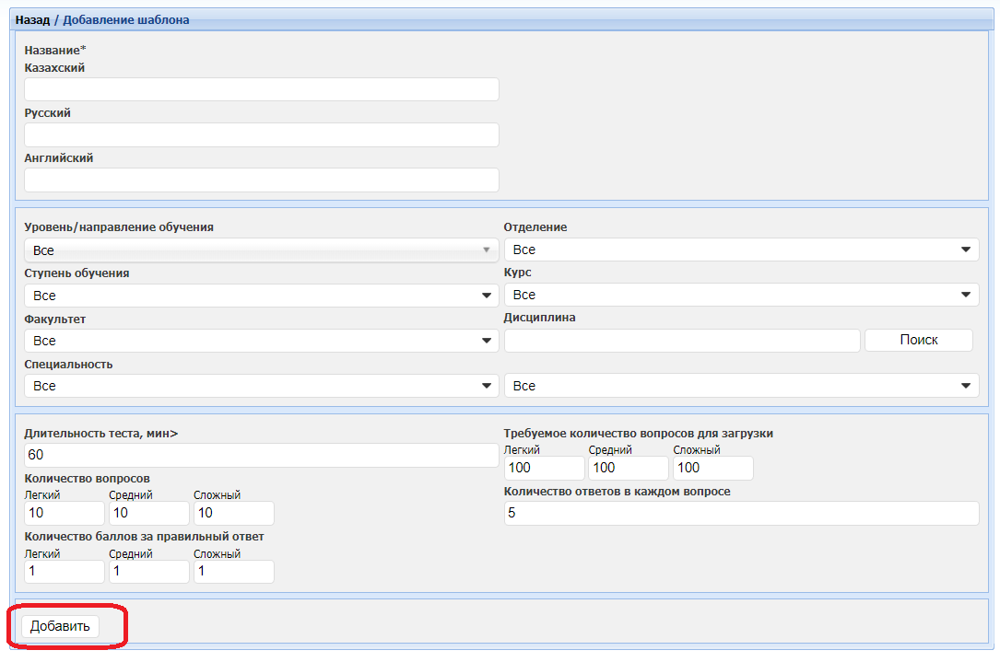 Назад / Добавление шаблона
Название*
Казахский
Русский
Английский
Уровень/направление обучения
Все
Ступень обучения
Все
Факультет
Все
Специальность
Все
Отделение
Все
Курс
Все
Дисциплина
Поиск
Все
Длительность теста, мин>
60
Количество вопросов
Легкий Средний Сложный
10 10 10
Количество баллов за правильный ответ
Легкий Средний Сложный
1 1 1
Требуемое количество вопросов для загрузки
Легкий Средний Сложный
100 100 100
Количество ответов в каждом вопросе
5
Добавить